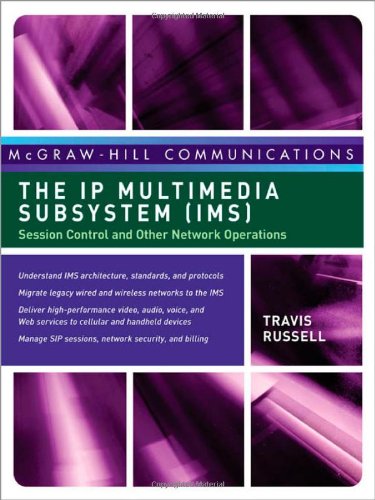 McGRAW-HILL COMMUNICATIONS
THE IP MULTIMEDIA
SUBSYSTEM (IMS)
Session Control and Other Network Operations
Understand IMS architecture, standards, and protocols
Migrate legacy wired and wireless networks to the IMS
Deliver high-performance video, audio, voice, and
Web services to cellular and handheld devices
Manage SIP sessions, network security, and billing
TRAVIS
RUSSELL